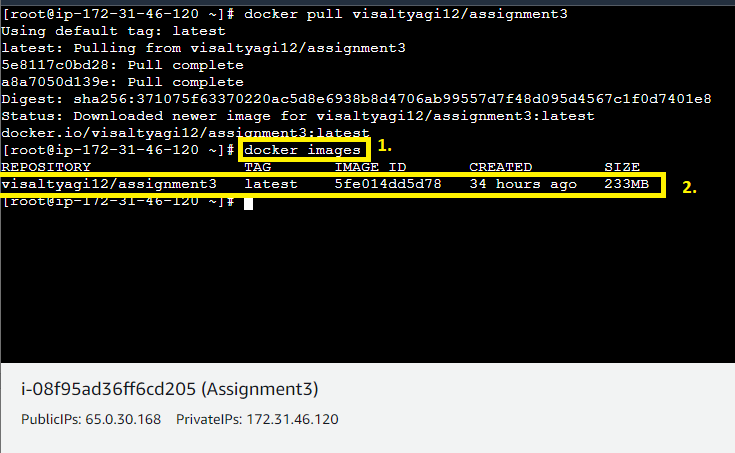 [root@ip-172-31-46-120 ~]# docker pull visaltyagi12/assignment3
Using default tag: latest
latest: Pulling from visaltyagi12/assignment3
5e8117c0bd28: Pull complete
a8a7050d139e: Pull complete
Digest: sha256:371075f63370220ac5d8e6938b8d4706ab99557d7f48d095d4567c1f0d7401e8
Status: Downloaded newer image for visaltyagi12/assignment3:latest
docker.io/visaltyagi12/assignment3:latest
[root@ip-172-31-46-120 ~]# docker images 1.
REPOSITORY TAG IMAGE ID CREATED SIZE
visaltyagi12/assignment3 latest 5fe014dd5d78 34 hours ago 233MB 2.
[root@ip-172-31-46-120 ~]#
i-08f95ad36ff6cd205 (Assignment3)
PublicIPs: 65.0.30.168 PrivateIPs: 172.31.46.120